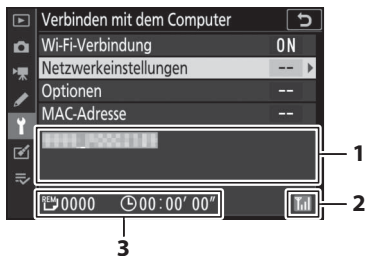 Verbinden mit dem Computer
Wi-Fi-Verbindung ON
Netzwerkeinstellungen --
Optionen --
MAC-Adresse --
1
REM 0000 00:00′ 00″
2
3